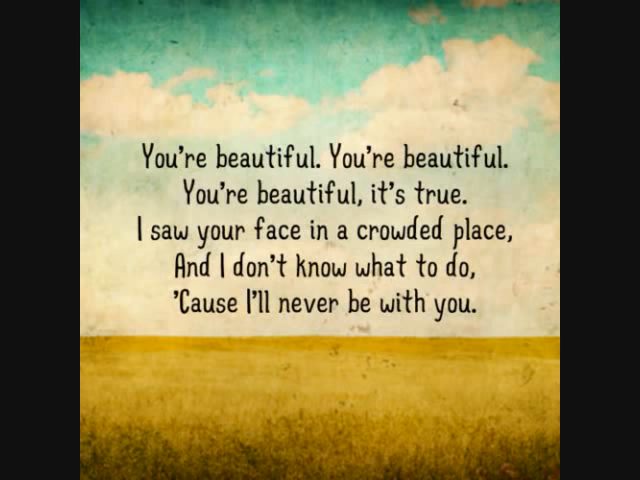 You're beautiful. You're beautiful.
You're beautiful, it's true.
I saw your face in a crowded place,
And I don't know what to do,
'Cause I'll never be with you.